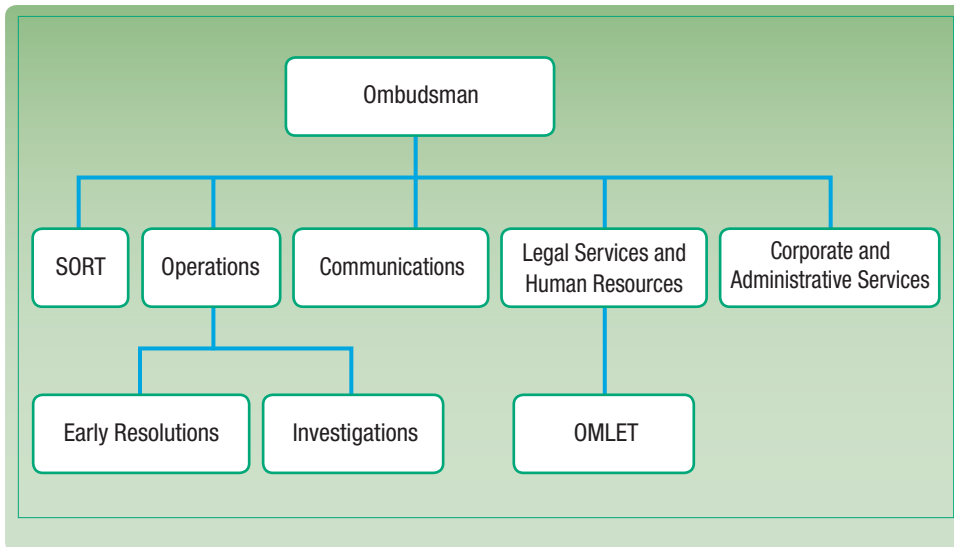 Ombudsman
SORT
Operations
Communications
Legal Services and
Human Resources
Corporate and
Administrative Services
Early Resolutions
Investigations
OMLET